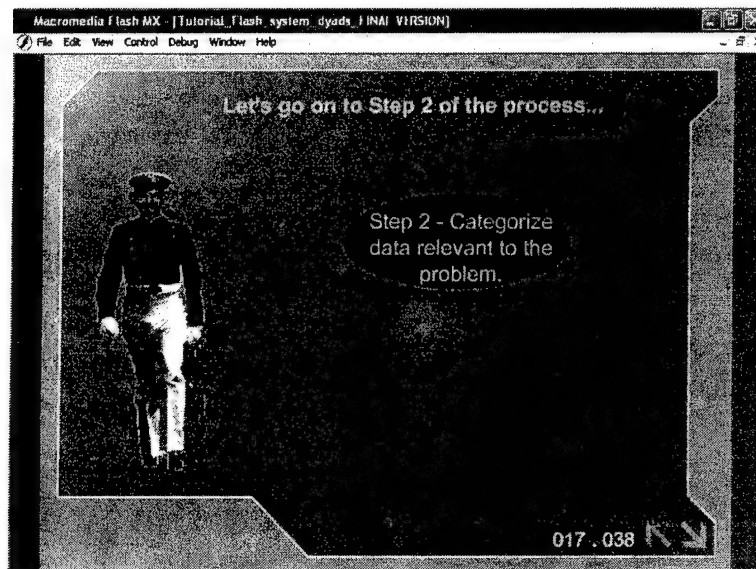 Macromedia Flash MX - [Tutorial_Flash_system_dyads_FINAL VERSION]
File Edit View Control Debug Window Help
Let's go on to Step 2 of the process...
Step 2 - Categorize
data relevant to the
problem.
017 . 038